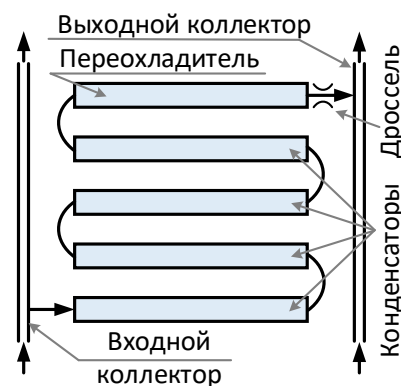 Выходной коллектор
Переохладитель
Дроссель
Конденсаторы
Входной
коллектор